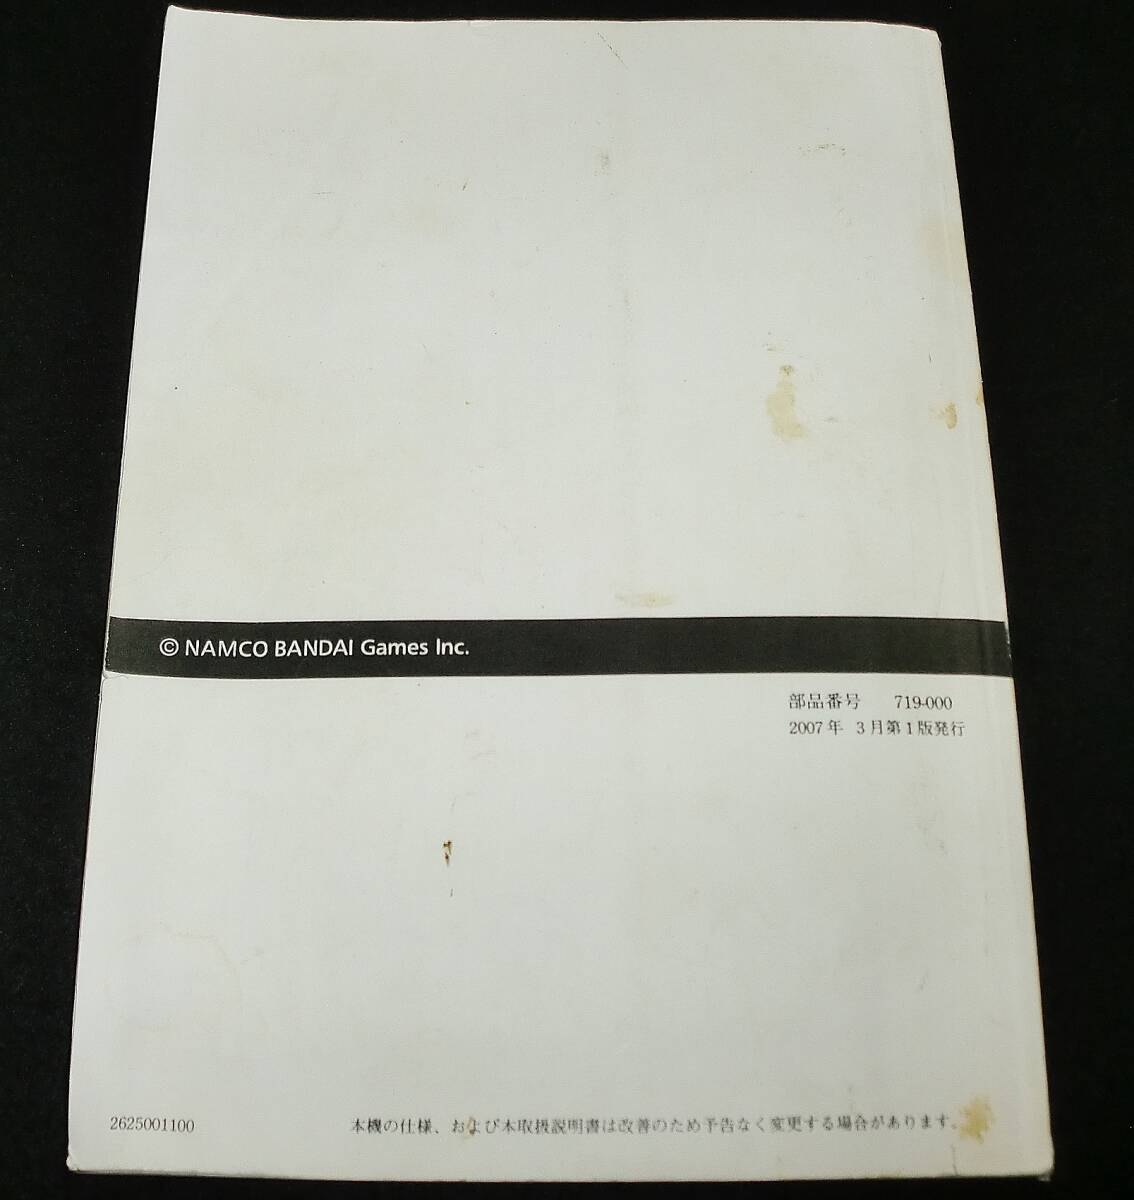 © NAMCO BANDAI Games Inc.
部品番号 719-000
2007年 3月第1版発行
2625001100
本機の仕様、および本取扱説明書は改善のため予告なく変更する場合があります。